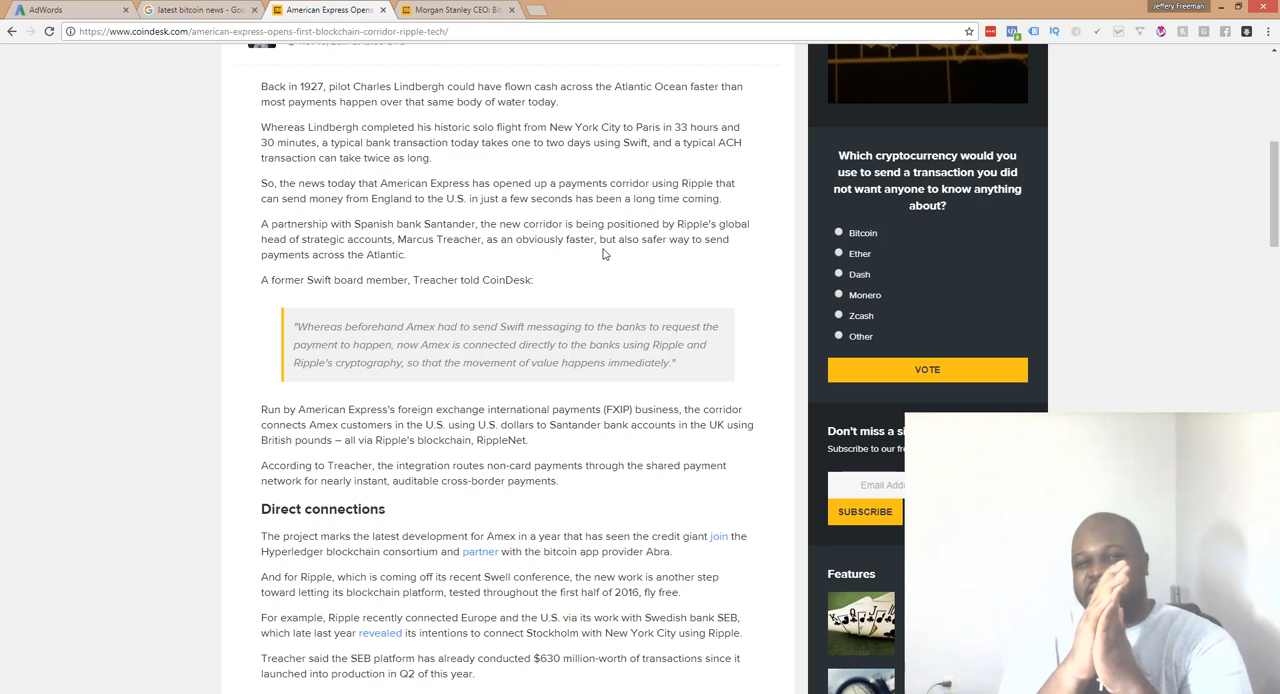 AdWords
latest bitcoin news - Goo
American Express Opens
Morgan Stanley CEO: Bit
Jeffery Freeman
https://www.coindesk.com/american-express-opens-first-blockchain-corridor-ripple-tech/
Back in 1927, pilot Charles Lindbergh could have flown cash across the Atlantic Ocean faster than
most payments happen over that same body of water today.
Whereas Lindbergh completed his historic solo flight from New York City to Paris in 33 hours and
30 minutes, a typical bank transaction today takes one to two days using Swift, and a typical ACH
transaction can take twice as long.
So, the news today that American Express has opened up a payments corridor using Ripple that
can send money from England to the U.S. in just a few seconds has been a long time coming.
A partnership with Spanish bank Santander, the new corridor is being positioned by Ripple's global
head of strategic accounts, Marcus Treacher, as an obviously faster, but also safer way to send
payments across the Atlantic.
A former Swift board member, Treacher told CoinDesk:
"Whereas beforehand Amex had to send Swift messaging to the banks to request the
payment to happen, now Amex is connected directly to the banks using Ripple and
Ripple's cryptography, so that the movement of value happens immediately."
Run by American Express's foreign exchange international payments (FXIP) business, the corridor
connects Amex customers in the U.S. using U.S. dollars to Santander bank accounts in the UK using
British pounds – all via Ripple's blockchain, RippleNet.
According to Treacher, the integration routes non-card payments through the shared payment
network for nearly instant, auditable cross-border payments.
Direct connections
The project marks the latest development for Amex in a year that has seen the credit giant join the
Hyperledger blockchain consortium and partner with the bitcoin app provider Abra.
And for Ripple, which is coming off its recent Swell conference, the new work is another step
toward letting its blockchain platform, tested throughout the first half of 2016, fly free.
For example, Ripple recently connected Europe and the U.S. via its work with Swedish bank SEB,
which late last year revealed its intentions to connect Stockholm with New York City using Ripple.
Treacher said the SEB platform has already conducted $630 million-worth of transactions since it
launched into production in Q2 of this year.
Which cryptocurrency would you
use to send a transaction you did
not want anyone to know anything
about?
Bitcoin
Ether
Dash
Monero
Zcash
Other
VOTE
Don't miss a si
Subscribe to our fre
Email Addr
SUBSCRIBE
Features